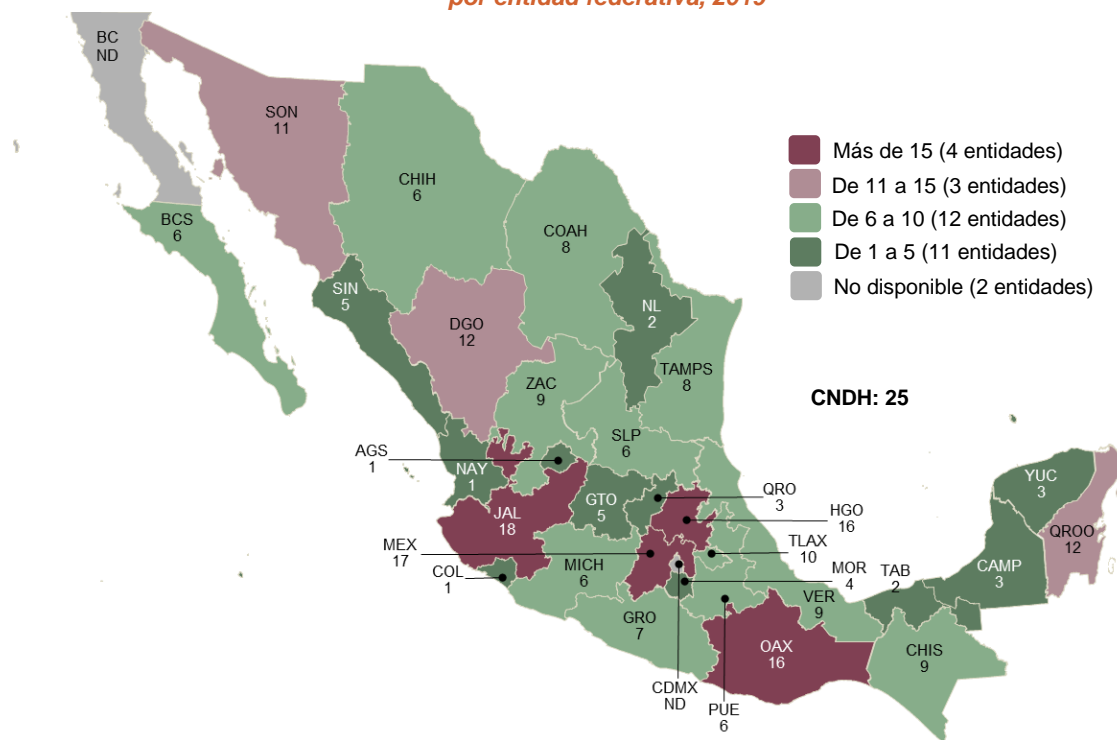 por entidad federativa, 2019
BC
ND
SON
11
CHIH
6
BCS
6
COAH
8
SIN
5
NL
2
DGO
12
TAMPS
8
ZAC
9
SLP
6
AGS
1
NAY
1
JAL
18
GTO
5
QRO
3
HGO
16
MEX
17
COL
1
MICH
6
TLAX
10
MOR
4
VER
9
TAB
2
YUC
3
QROO
12
CAMP
3
GRO
7
OAX
16
CHIS
9
CDMX
ND
PUE
6
Más de 15 (4 entidades)
De 11 a 15 (3 entidades)
De 6 a 10 (12 entidades)
De 1 a 5 (11 entidades)
No disponible (2 entidades)
CNDH: 25